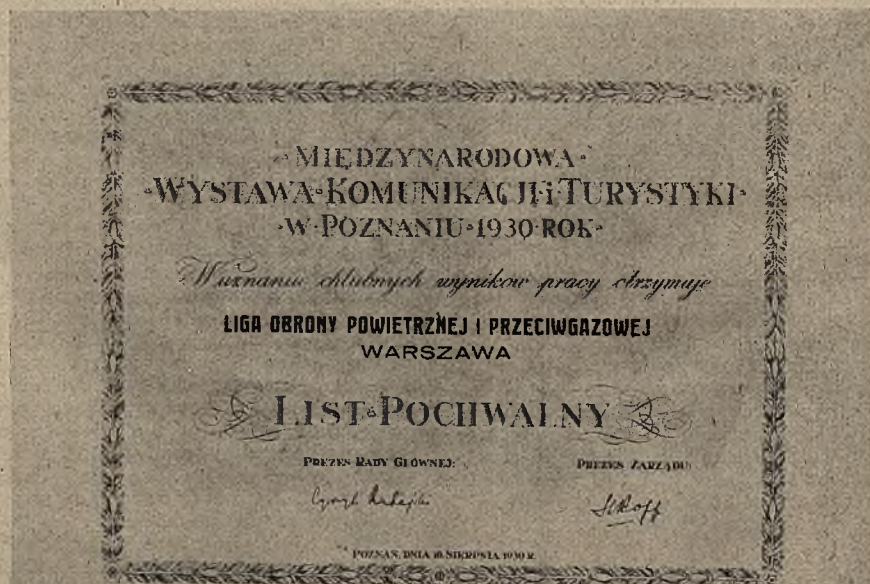 MIĘDZYNARODOWA
WYSTAWA·KOMUNIKACJI·i·TURYSTYKI
W·POZNANIU·1930·ROK
W uznaniu chlubnych wyników pracy otrzymuje
LIGA OBRONY POWIETRZNEJ I PRZECIWGAZOWEJ
WARSZAWA
LIST·POCHWALNY
PREZES RADY GŁÓWNEJ: PREZES ZARZĄDU:
POZNAŃ, DNIA 10. SIERPNIA 1930 R.